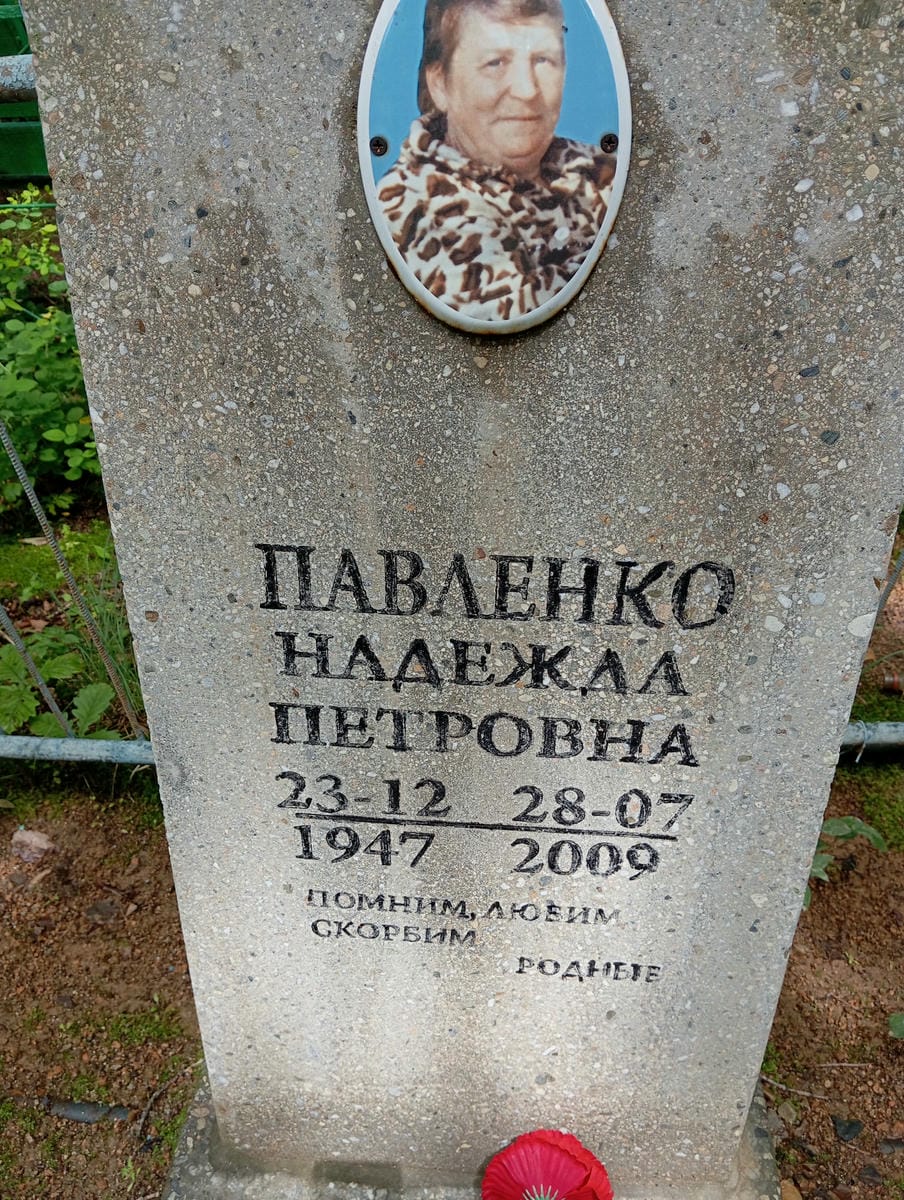 ПАВЛЕНКО
НАДЕЖДА
ПЕТРОВНА
23-12 28-07
1947 2009
ПОМНИМ, ЛЮБИМ
СКОРБИМ
РОДНЫЕ